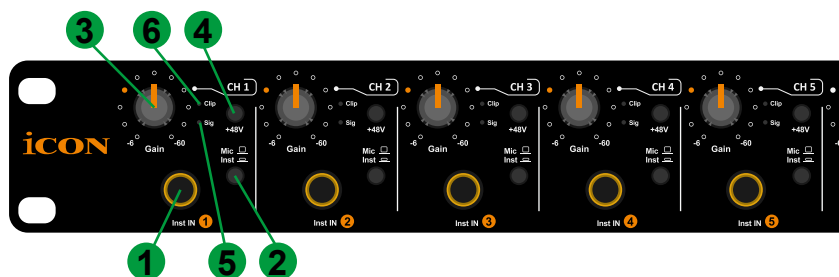 3 6 4
CH 1 CH 2 CH 3 CH 4 CH 5
Clip Clip Clip Clip
Sig Sig Sig Sig
+48V +48V +48V +48V +48V
-6 Gain -60 -6 Gain -60 -6 Gain -60 -6 Gain -60 -6 Gain -60
iCON
Mic Mic Mic Mic Mic
Inst Inst Inst Inst Inst
Inst IN 1 Inst IN 2 Inst IN 3 Inst IN 4 Inst IN 5
1 5 2